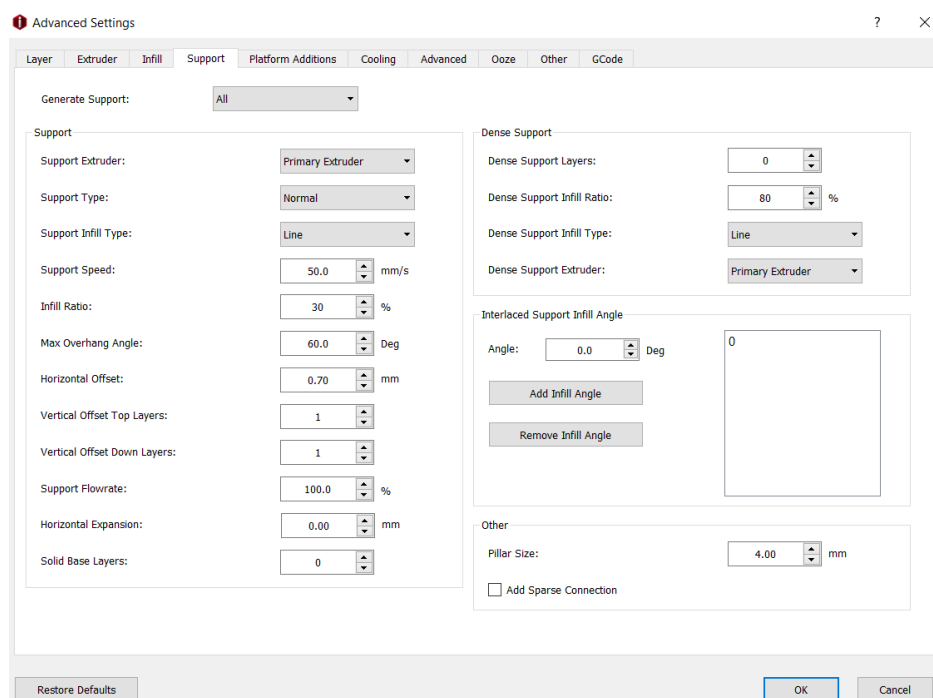 Advanced Settings
? ×
Layer Extruder Infill Support Platform Additions Cooling Advanced Ooze Other GCode
Generate Support: All
Support
Support Extruder: Primary Extruder
Support Type: Normal
Support Infill Type: Line
Support Speed: 50.0 mm/s
Infill Ratio: 30 %
Max Overhang Angle: 60.0 Deg
Horizontal Offset: 0.70 mm
Vertical Offset Top Layers: 1
Vertical Offset Down Layers: 1
Support Flowrate: 100.0 %
Horizontal Expansion: 0.00 mm
Solid Base Layers: 0
Dense Support
Dense Support Layers: 0
Dense Support Infill Ratio: 80 %
Dense Support Infill Type: Line
Dense Support Extruder: Primary Extruder
Interlaced Support Infill Angle
Angle: 0.0 Deg
0
Add Infill Angle
Remove Infill Angle
Other
Pillar Size: 4.00 mm
Add Sparse Connection
Restore Defaults OK Cancel